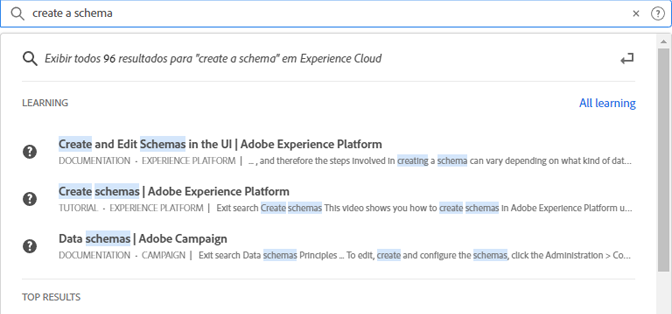 create a schema
Exibir todos 96 resultados para "create a schema" em Experience Cloud
LEARNING All learning
Create and Edit Schemas in the UI | Adobe Experience Platform
DOCUMENTATION • EXPERIENCE PLATFORM | ... , and therefore the steps involved in creating a schema can vary depending on what kind of dat...
Create schemas | Adobe Experience Platform
TUTORIAL • EXPERIENCE PLATFORM | Exit search Create schemas This video shows you how to create schemas in Adobe Experience Platform u...
Data schemas | Adobe Campaign
DOCUMENTATION • CAMPAIGN | Exit search Data schemas Principles ... To edit, create and configure the schemas, click the Administration > Co...
TOP RESULTS